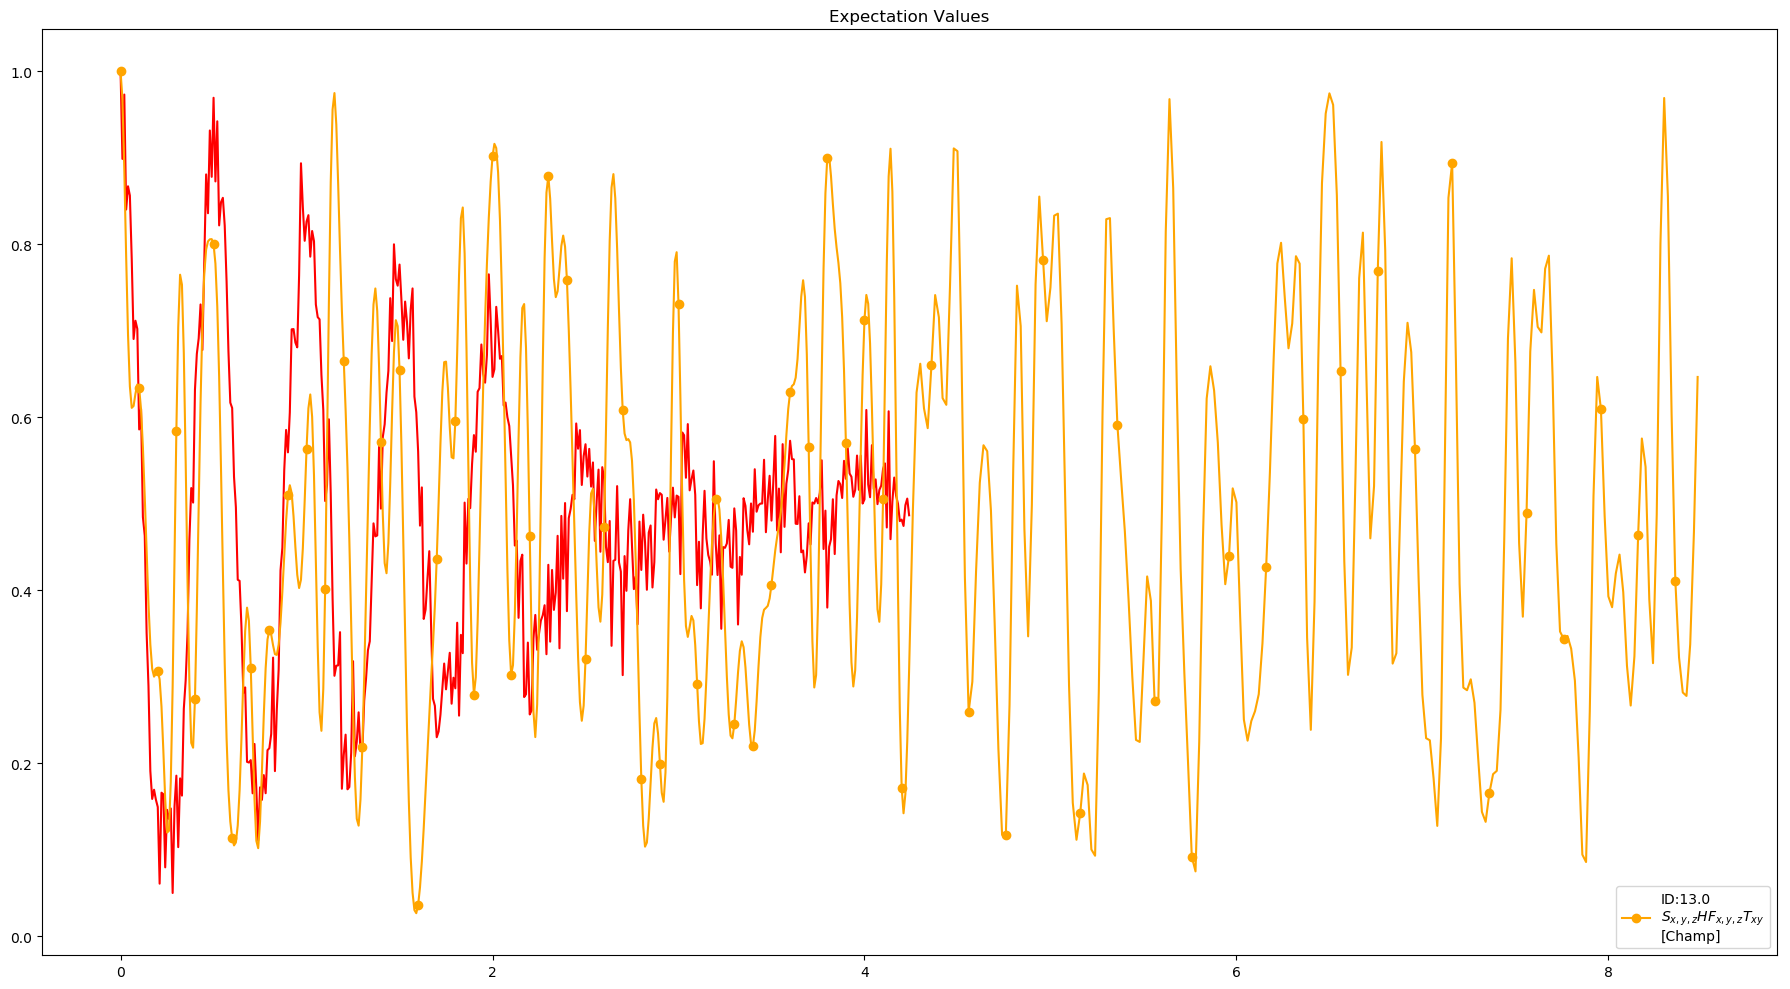 Expectation Values
1.0
0.8
0.6
0.4
0.2
0.0
ID:13.0
S_{x,y,z}HF_{x,y,z}T_{xy}
[Champ]
0 2 4 6 8